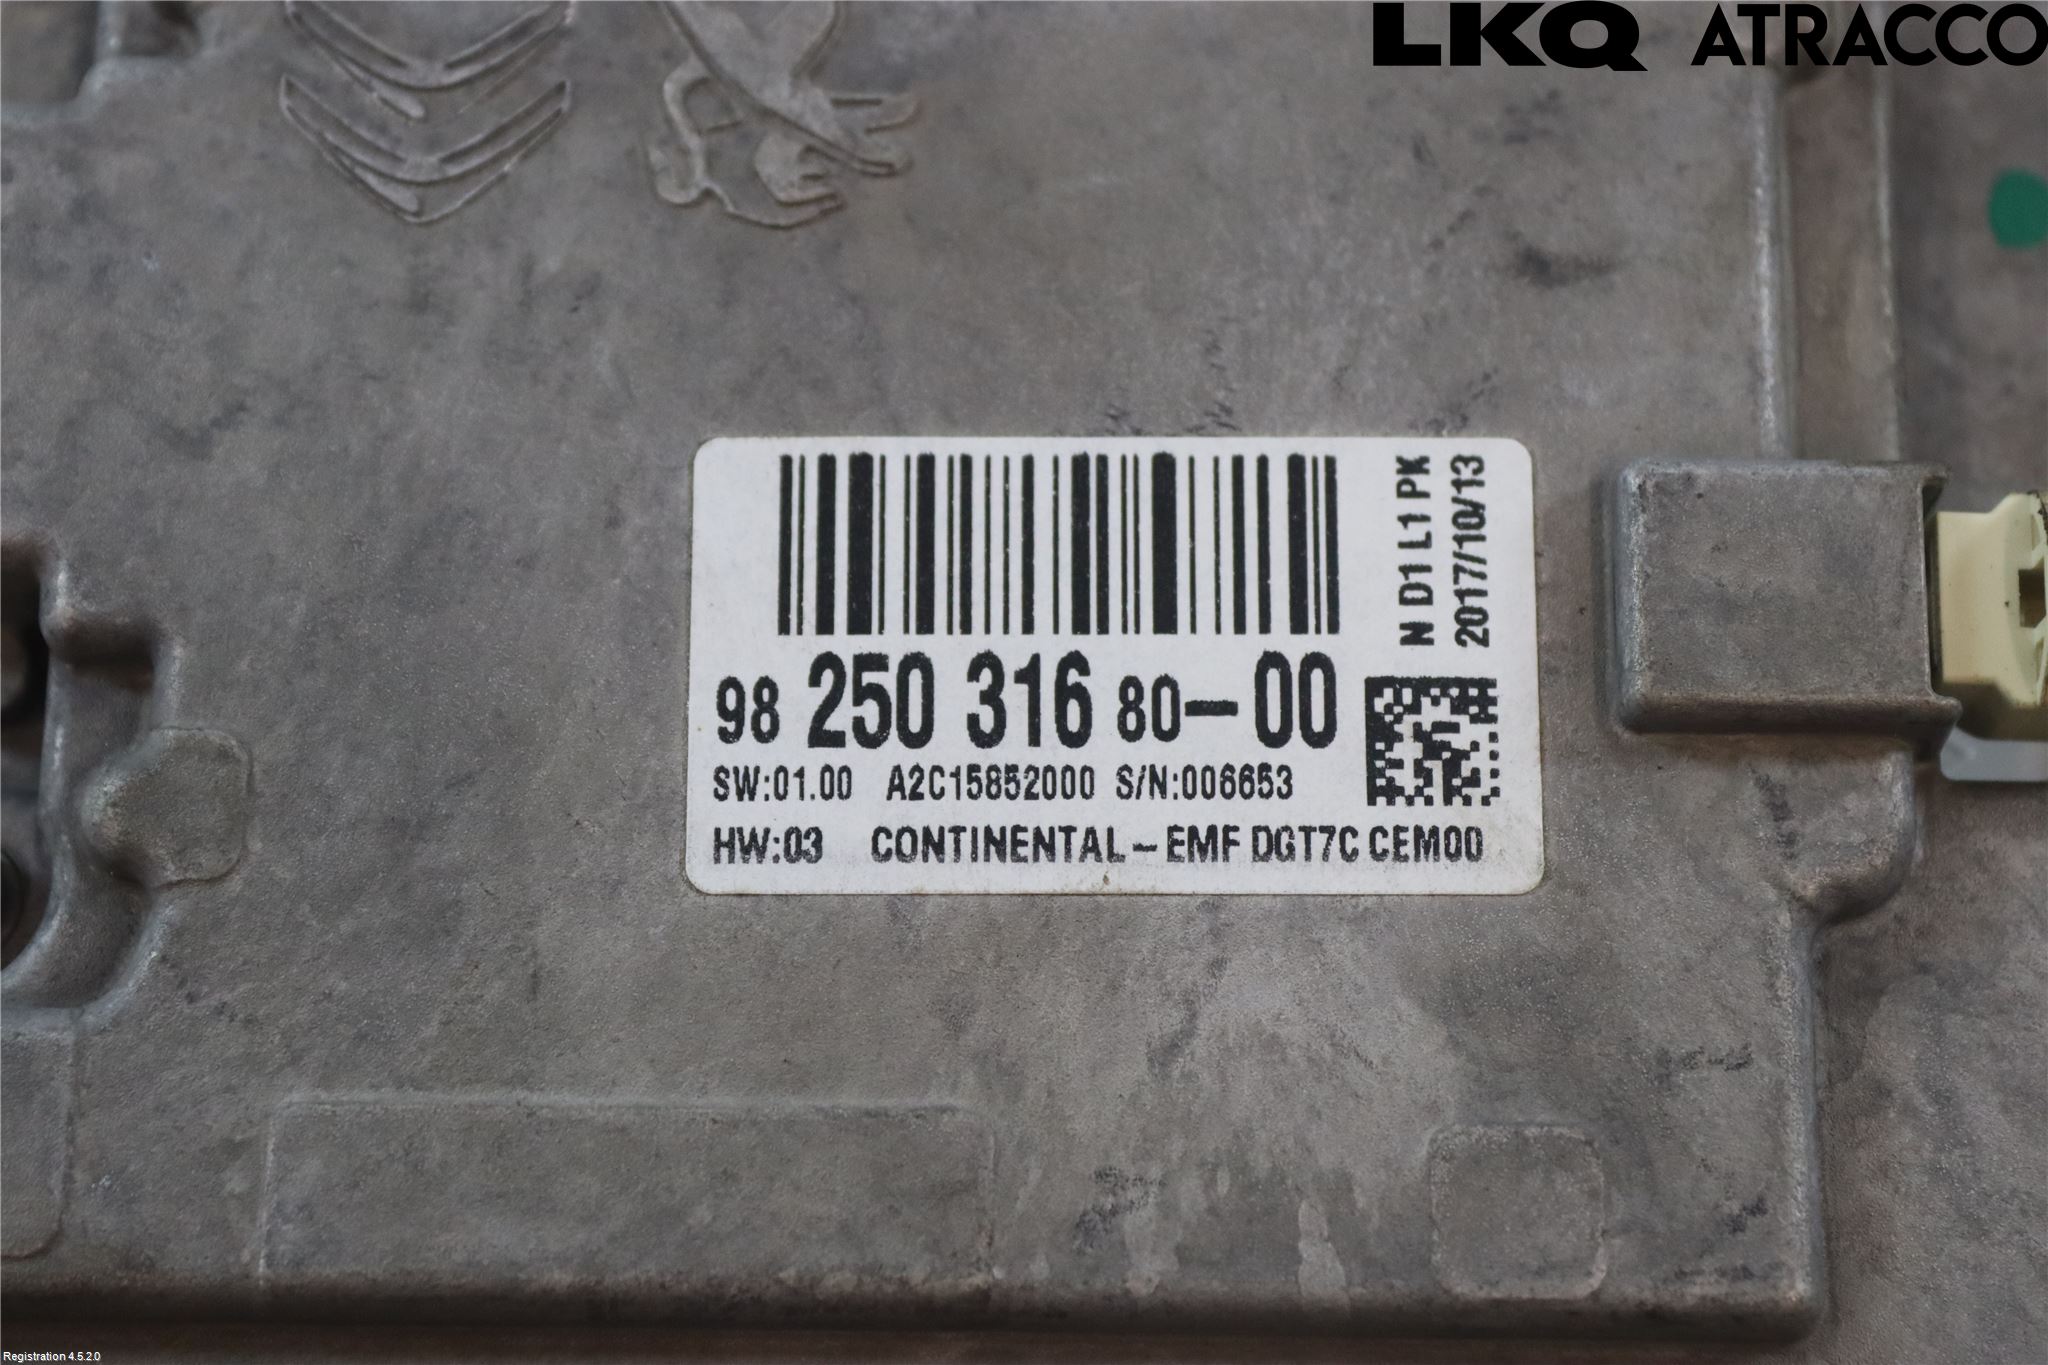 LKQ ATRACCO
N D1 L1 PK
2017/10/13
98 250 316 80-00
SW:01.00 A2C15852000 S/N:006653
HW:03 CONTINENTAL-EMF DGT7C CEM00
Registration 4.5.2.0